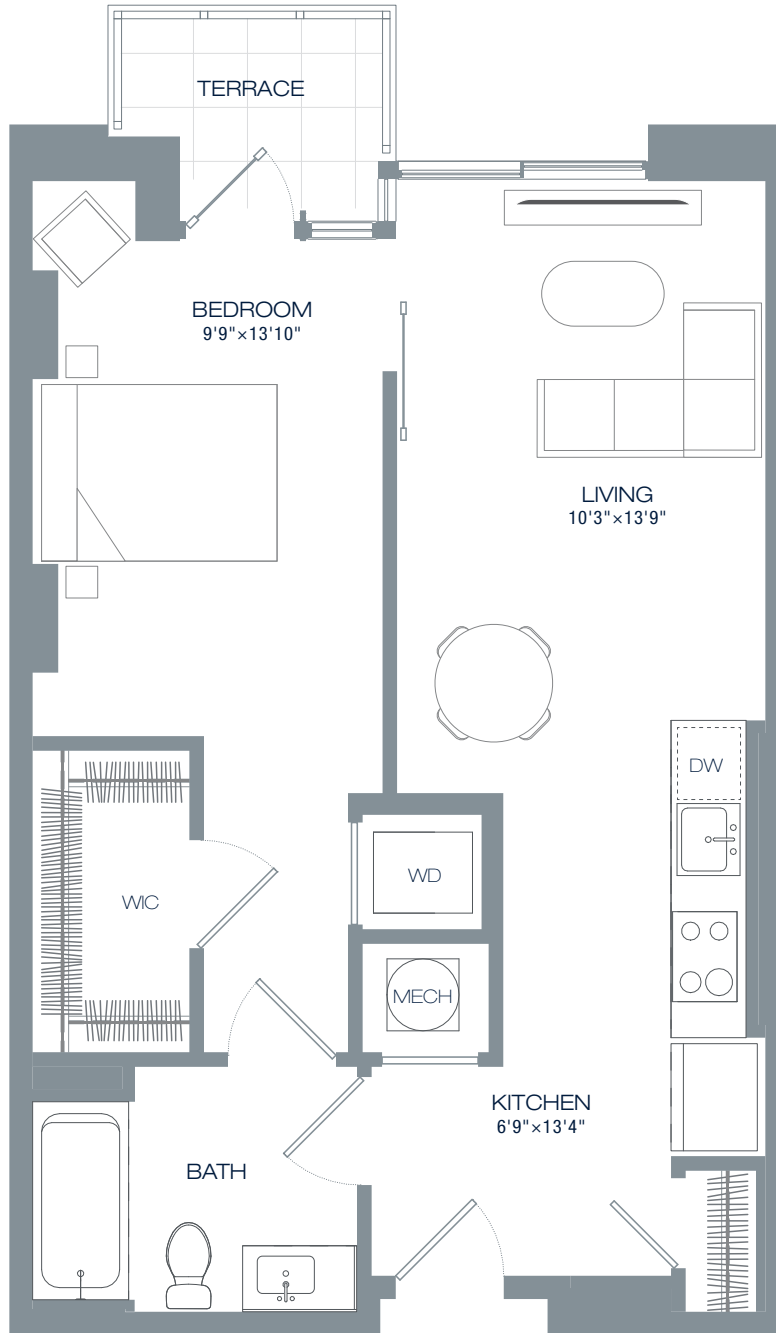 TERRACE
BEDROOM
9'9"×13'10"
LIVING
10'3"×13'9"
DW
WD
WIC
MECH
KITCHEN
6'9"×13'4"
BATH